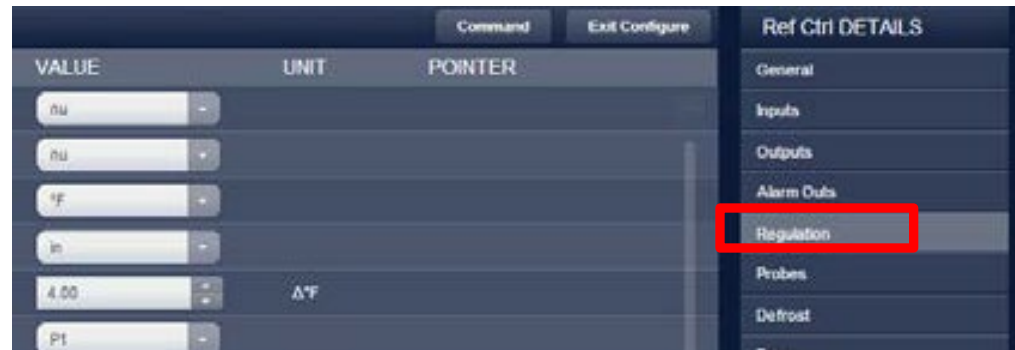 Command Exit Configure Ref Ctrl DETAILS
VALUE UNIT POINTER General
nu Inputs
nu Outputs
°F Alarm Outs
in Regulation
4.00 Δ°F Probes
P1 Defrost